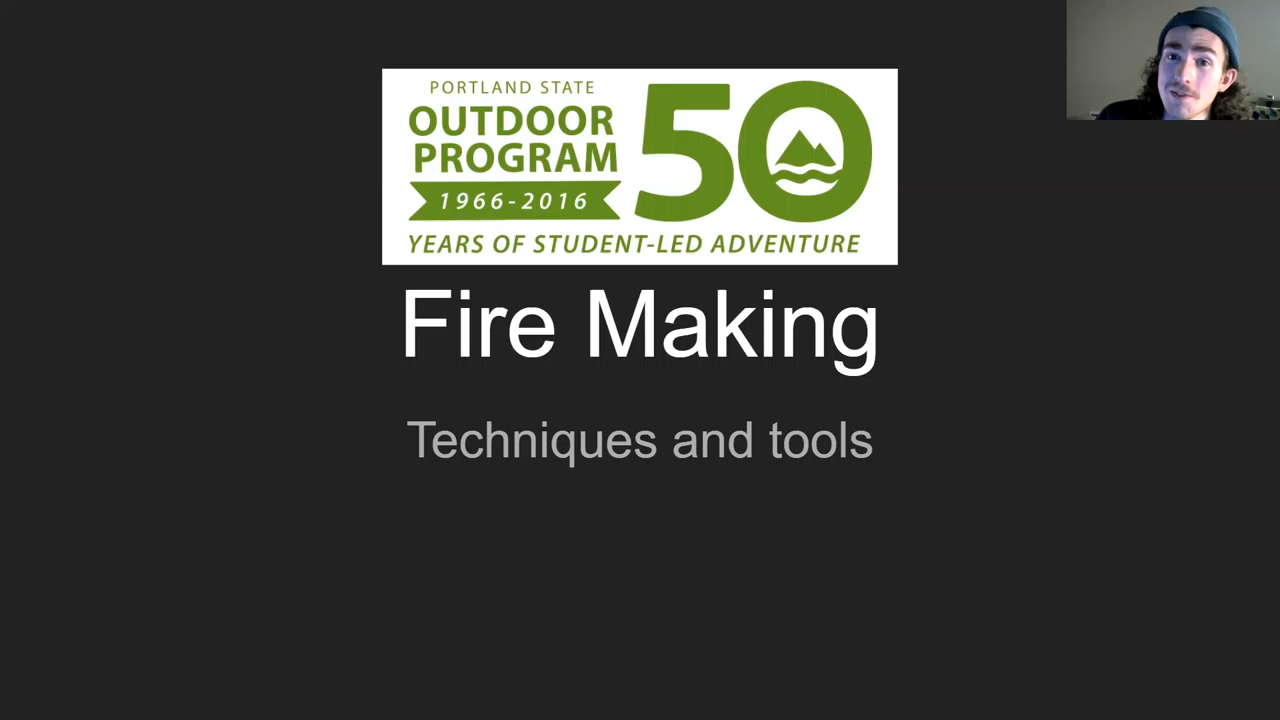 PORTLAND STATE
OUTDOOR
PROGRAM
1966-2016
50
YEARS OF STUDENT-LED ADVENTURE
Fire Making
Techniques and tools